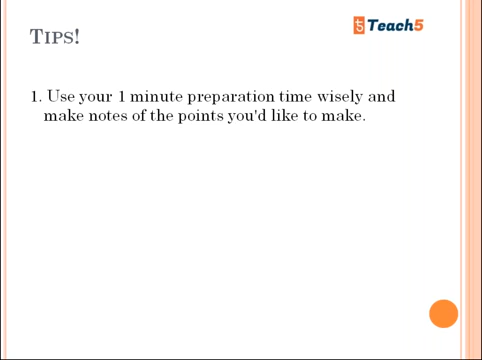 TIPS!
Teach5
1. Use your 1 minute preparation time wisely and
make notes of the points you'd like to make.